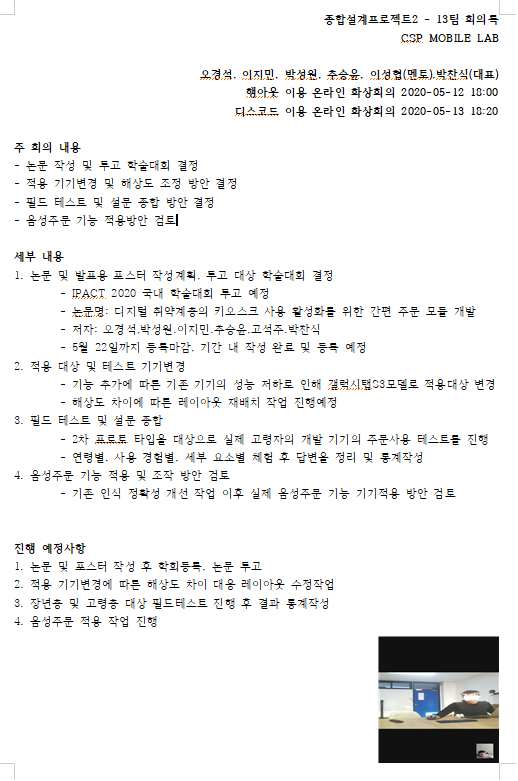 종합설계프로젝트2 - 13팀 회의록
CSP MOBILE LAB
오경석, 이지민, 박성원, 추승윤, 이성협(멘토),박찬식(대표)
행아웃 이용 온라인 화상회의 2020-05-12 18:00
디스코드 이용 온라인 화상회의 2020-05-13 18:20
주 회의 내용
- 논문 작성 및 투고 학술대회 결정
- 적용 기기변경 및 해상도 조정 방안 결정
- 필드 테스트 및 설문 종합 방안 결정
- 음성주문 기능 적용방안 검토
세부 내용
1. 논문 및 발표용 포스터 작성계획, 투고 대상 학술대회 결정
- IPACT 2020 국내 학술대회 투고 예정
- 논문명: 디지털 취약계층의 키오스크 사용 활성화를 위한 간편 주문 모듈 개발
- 저자: 오경석,박성원,이지민,추승윤,고석주,박찬식
- 5월 22일까지 등록마감, 기간 내 작성 완료 및 등록 예정
2. 적용 대상 및 테스트 기기변경
- 기능 추가에 따른 기존 기기의 성능 저하로 인해 갤럭시탭S3모델로 적용대상 변경
- 해상도 차이에 따른 레이아웃 재배치 작업 진행예정
3. 필드 테스트 및 설문 종합
- 2차 프로토 타입을 대상으로 실제 고령자의 개발 기기의 주문사용 테스트를 진행
- 연령별, 사용 경험별, 세부 요소별 체험 후 답변을 정리 및 통계작성
4. 음성주문 기능 적용 및 조작 방안 검토
- 기존 인식 정확성 개선 작업 이후 실제 음성주문 기능 기기적용 방안 검토
진행 예정사항
1. 논문 및 포스터 작성 후 학회등록, 논문 투고
2. 적용 기기변경에 따른 해상도 차이 대응 레이아웃 수정작업
3. 장년층 및 고령층 대상 필드테스트 진행 후 결과 통계작성
4. 음성주문 적용 작업 진행